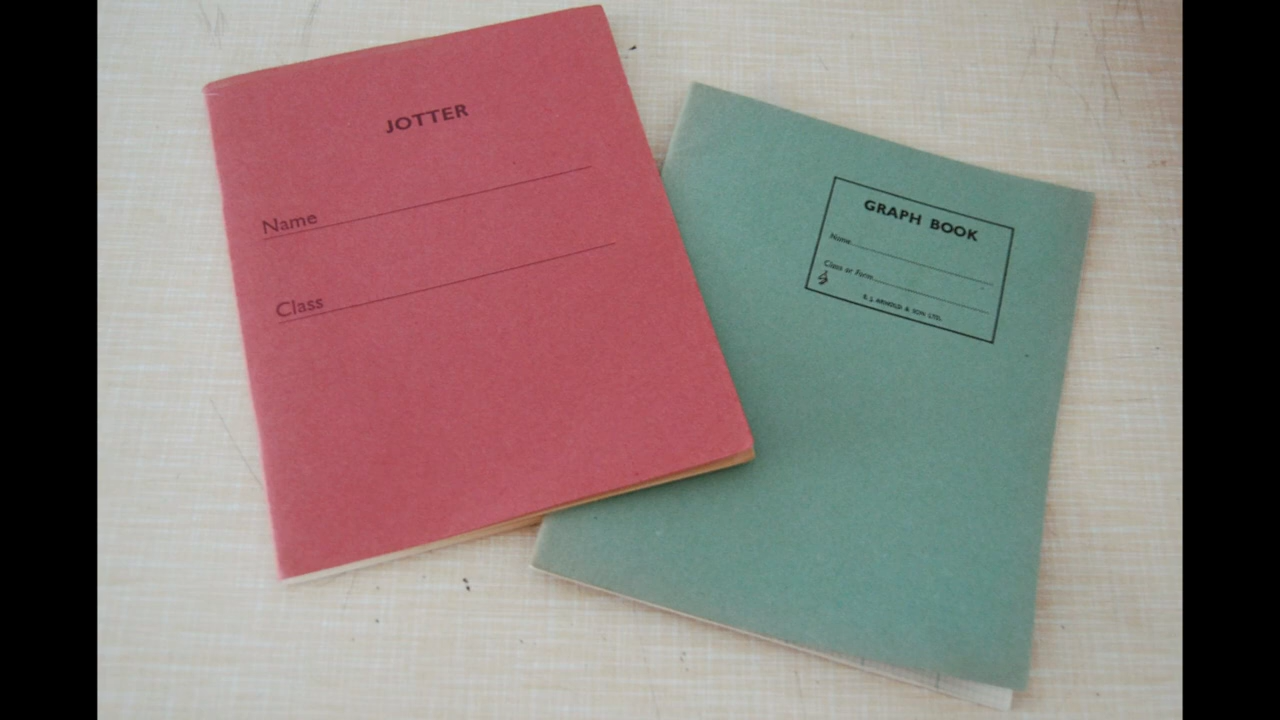 JOTTER
Name
Class
GRAPH BOOK
Name
Class or Form
E. J. ARNOLD & SON LTD.